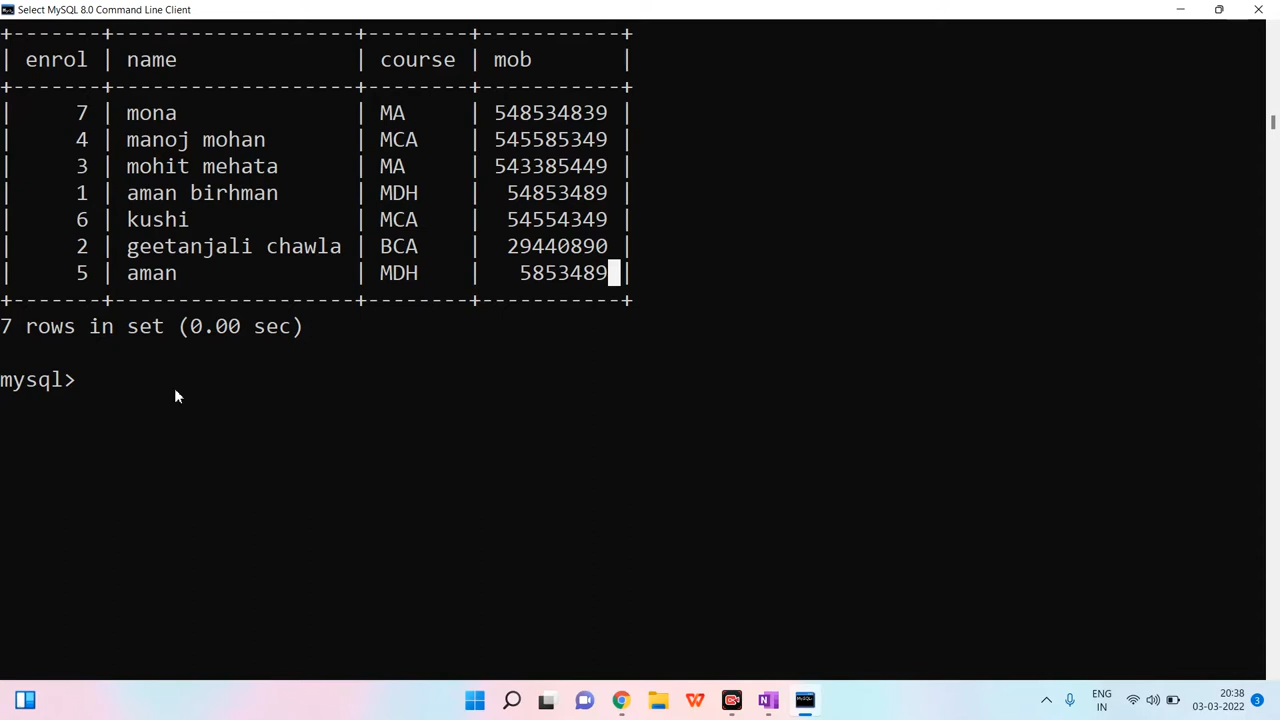 Select MySQL 8.0 Command Line Client
+-------+-------------------+--------+-----------+
| enrol | name              | course | mob       |
+-------+-------------------+--------+-----------+
|     7 | mona              | MA     | 548534839 |
|     4 | manoj mohan       | MCA    | 545585349 |
|     3 | mohit mehata      | MA     | 543385449 |
|     1 | aman birhman      | MDH    |  54853489 |
|     6 | kushi             | MCA    |  54554349 |
|     2 | geetanjali chawla | BCA    |  29440890 |
|     5 | aman              | MDH    |   5853489 |
+-------+-------------------+--------+-----------+
7 rows in set (0.00 sec)
mysql>
ENG
IN
20:38
03-03-2022
3